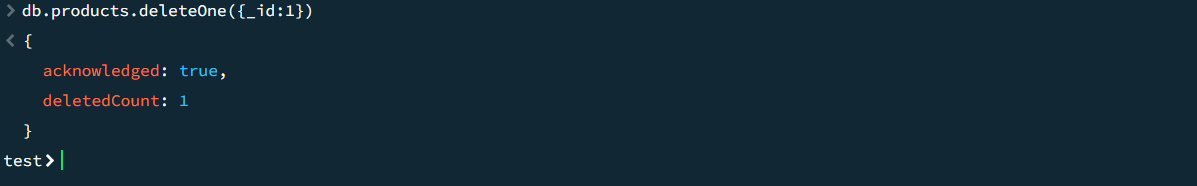 > db.products.deleteOne({_id:1})
< {
acknowledged: true,
deletedCount: 1
}
test>